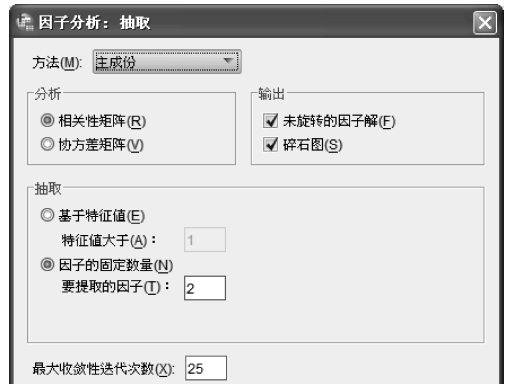 因子分析：抽取
方法(M): 主成份
分析
相关性矩阵(R)
协方差矩阵(V)
输出
未旋转的因子解(F)
碎石图(S)
抽取
基于特征值(E)
特征值大于(A)： 1
因子的固定数量(N)
要提取的因子(T)： 2
最大收敛性迭代次数(X): 25